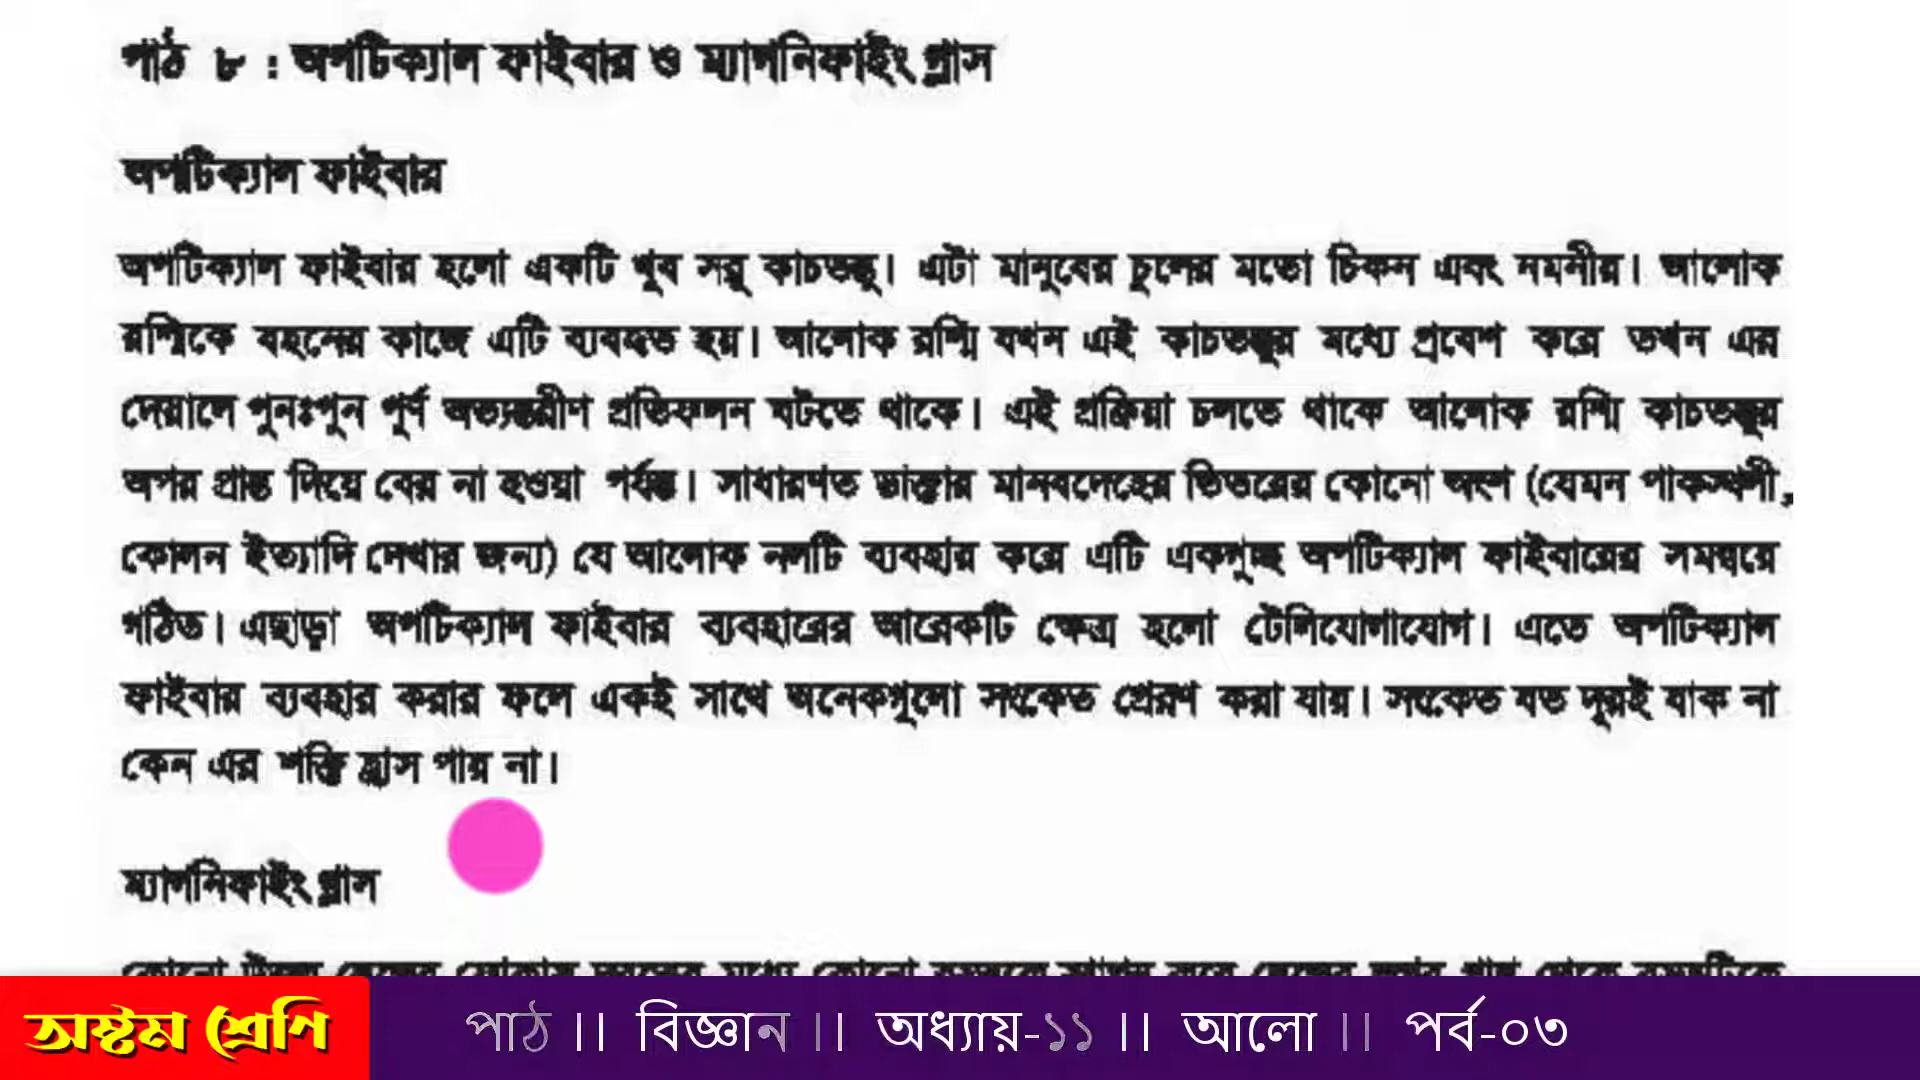 পাঠ ৮ : অপটিক্যাল ফাইবার ও ম্যাগনিফাইং গ্লাস
অপটিক্যাল ফাইবার
অপটিক্যাল ফাইবার হলো একটি খুব সরু কাচতন্তু। এটা মানুষের চুলের মতো চিকন এবং নমনীয়। আলোক
রশ্মিকে বহনের কাজে এটি ব্যবহৃত হয়। আলোক রশ্মি যখন এই কাচতন্তুর মধ্যে প্রবেশ করে তখন এর
দেয়ালে পুনঃপুন পূর্ণ অভ্যন্তরীণ প্রতিফলন ঘটতে থাকে। এই প্রক্রিয়া চলতে থাকে আলোক রশ্মি কাচতন্তুর
অপর প্রান্ত দিয়ে বের না হওয়া পর্যন্ত। সাধারণত ডাক্তার মানবদেহের ভিতরের কোনো অংশ (যেমন পাকস্থলী,
কোলন ইত্যাদি দেখার জন্য) যে আলোক নলটি ব্যবহার করে এটি একগুচ্ছ অপটিক্যাল ফাইবারের সমন্বয়ে
গঠিত। এছাড়া অপটিক্যাল ফাইবার ব্যবহারের আরেকটি ক্ষেত্র হলো টেলিযোগাযোগ। এতে অপটিক্যাল
ফাইবার ব্যবহার করার ফলে একই সাথে অনেকগুলো সংকেত প্রেরণ করা যায়। সংকেত যত দূরই যাক না
কেন এর শক্তি হ্রাস পায় না।
ম্যাগনিফাইং গ্লাস
অষ্টম শ্রেণি
পাঠ ।। বিজ্ঞান ।। অধ্যায়-১১ ।। আলো ।। পর্ব-০৩